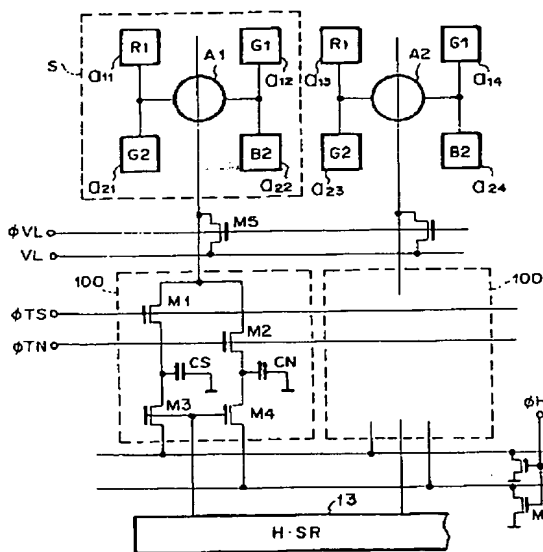 R1 A1 G1 R1 A2 G1
S
a11 a12 a13 a14
G2 B2 G2 B2
a21 a22 a23 a24
φVL M5
VL
100 100
φTS M1
φTN M2
φH
CS CN
M3 M4
M
13
H·SR